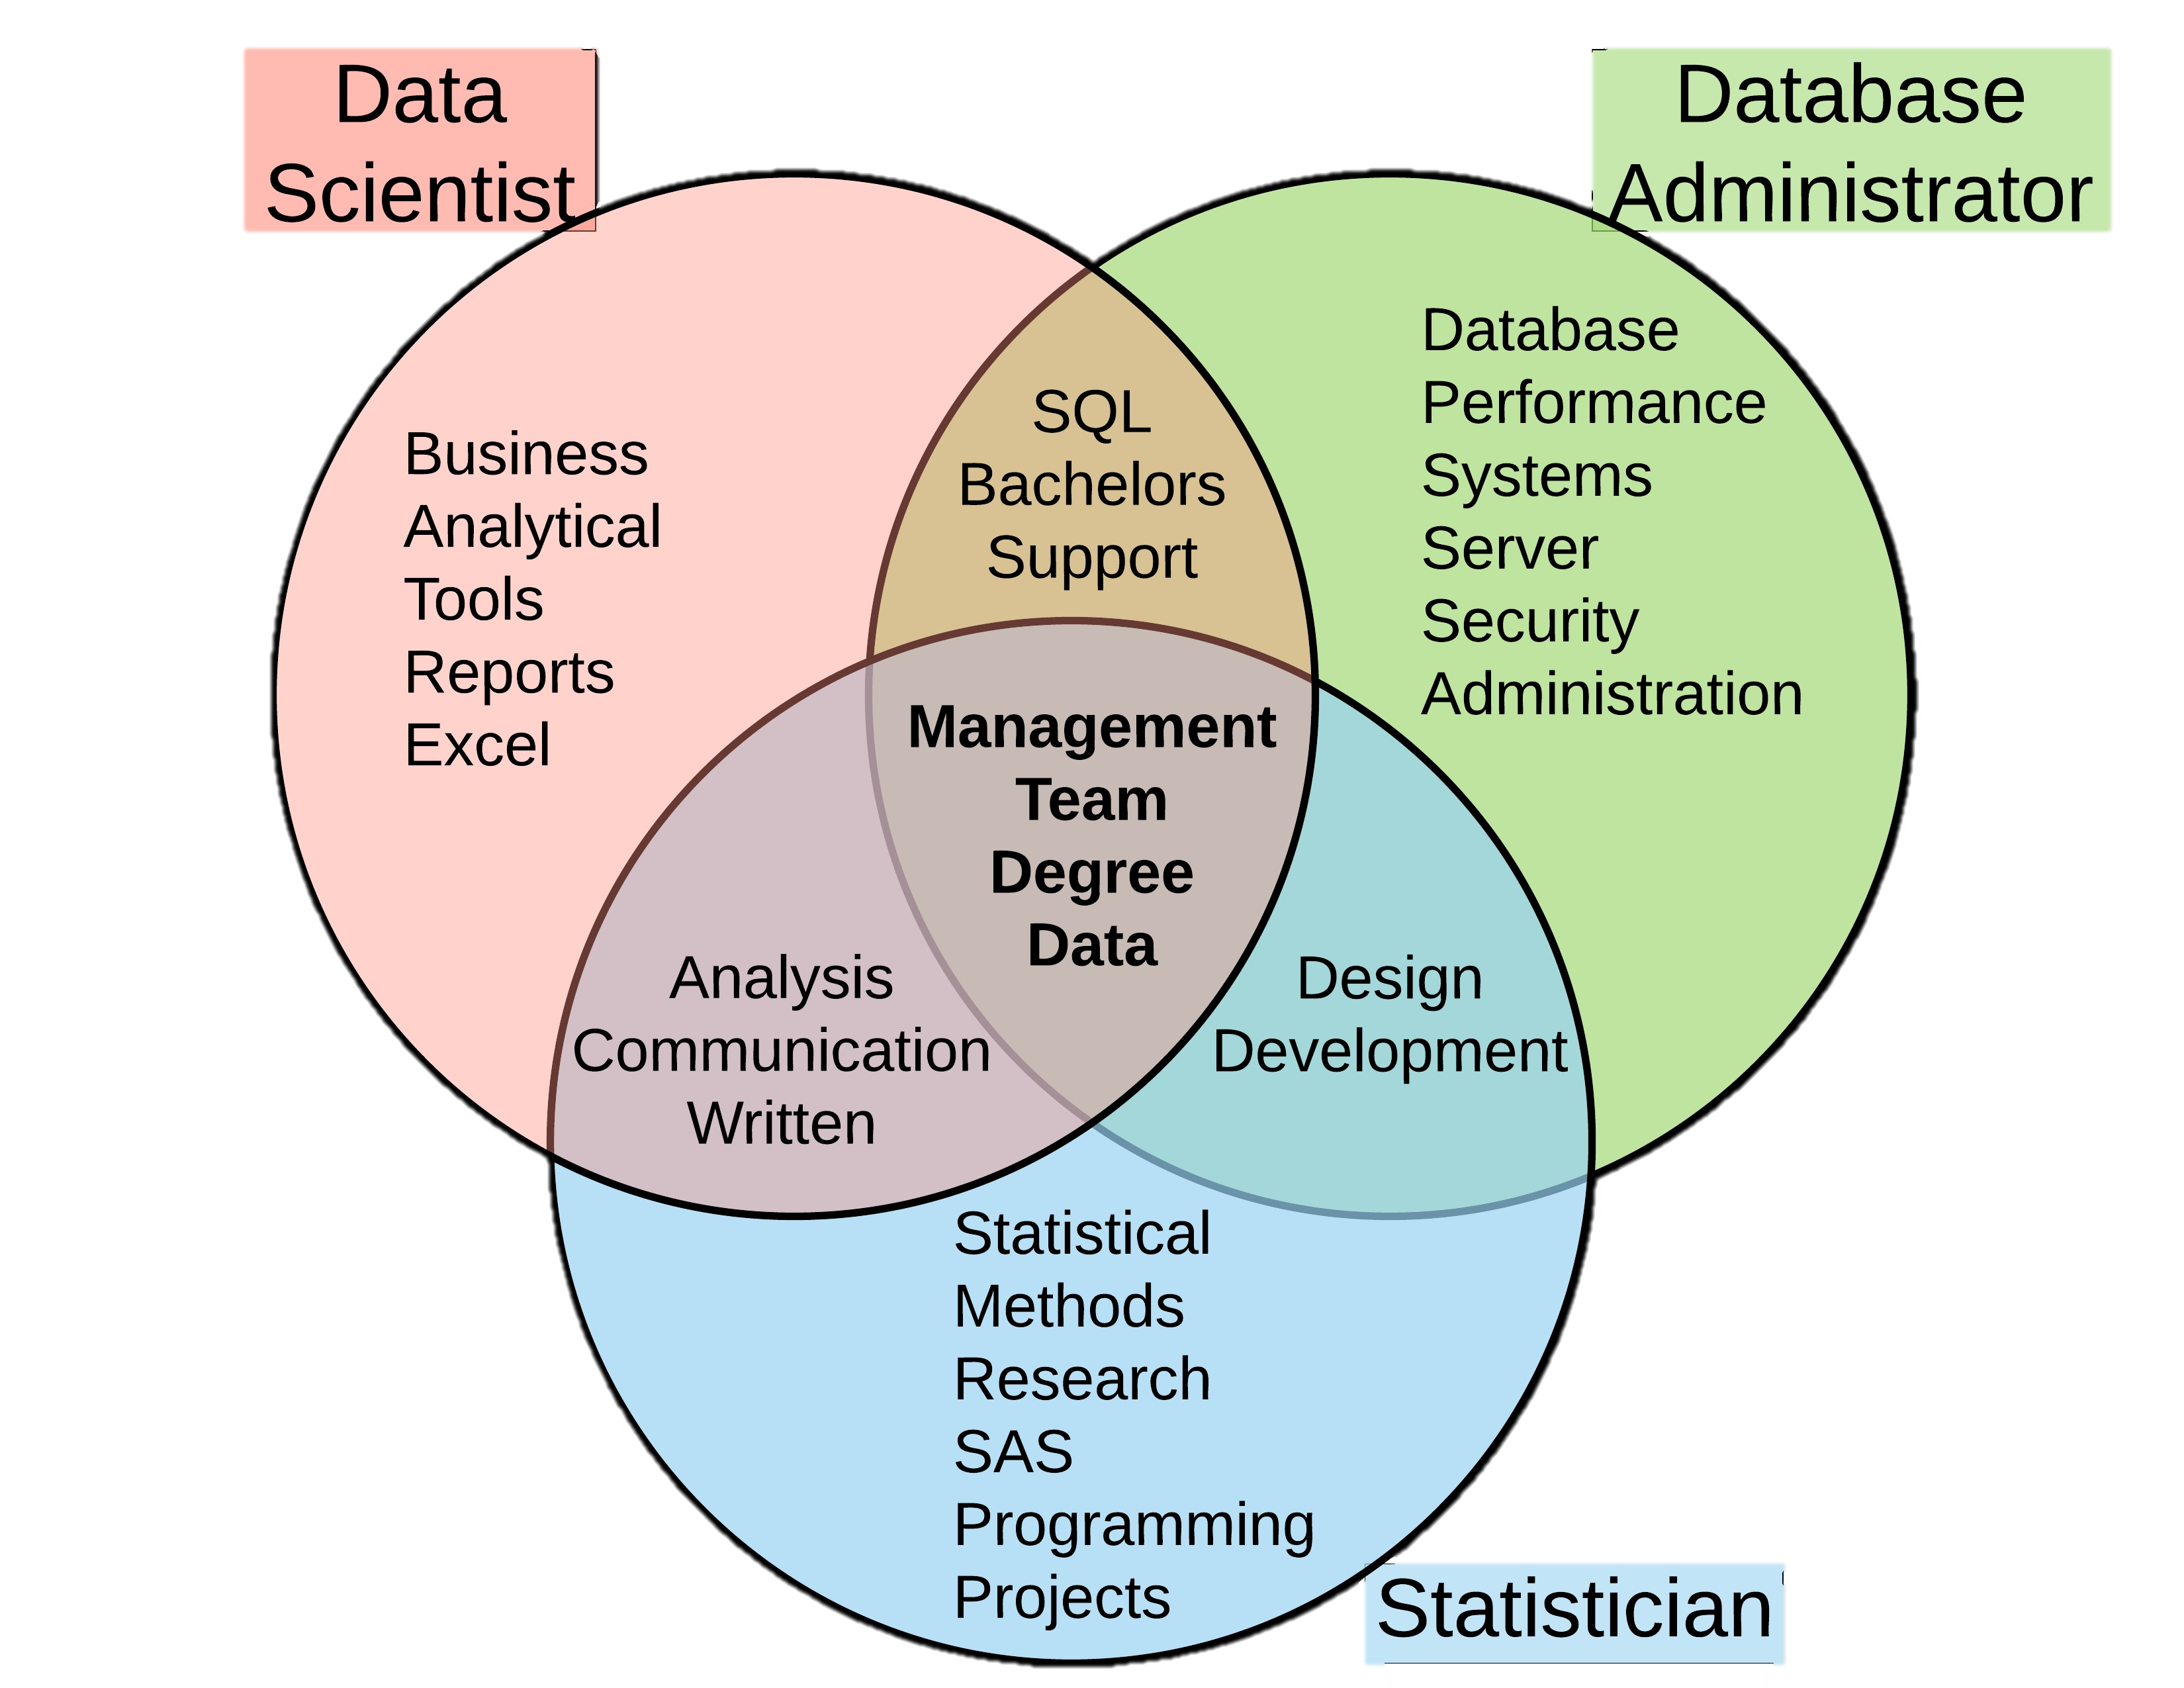 Data
Scientist
Database
Administrator
Business
Analytical
Tools
Reports
Excel
SQL
Bachelors
Support
Database
Performance
Systems
Server
Security
Administration
Management
Team
Degree
Data
Analysis
Communication
Written
Design
Development
Statistical
Methods
Research
SAS
Programming
Projects
Statistician